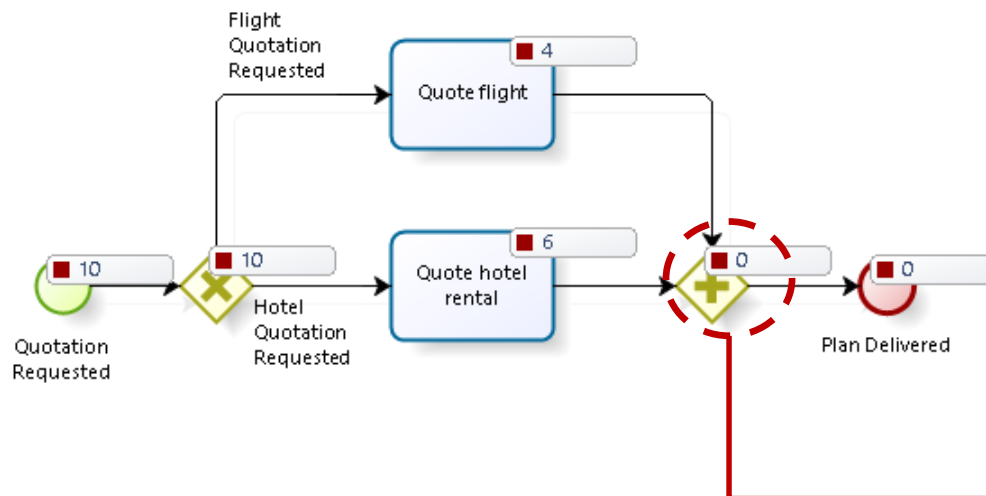 Flight
Quotation
Requested
4
Quote flight
10
10
6
Quote hotel
rental
0
0
Hotel
Quotation
Requested
Quotation
Requested
Plan Delivered